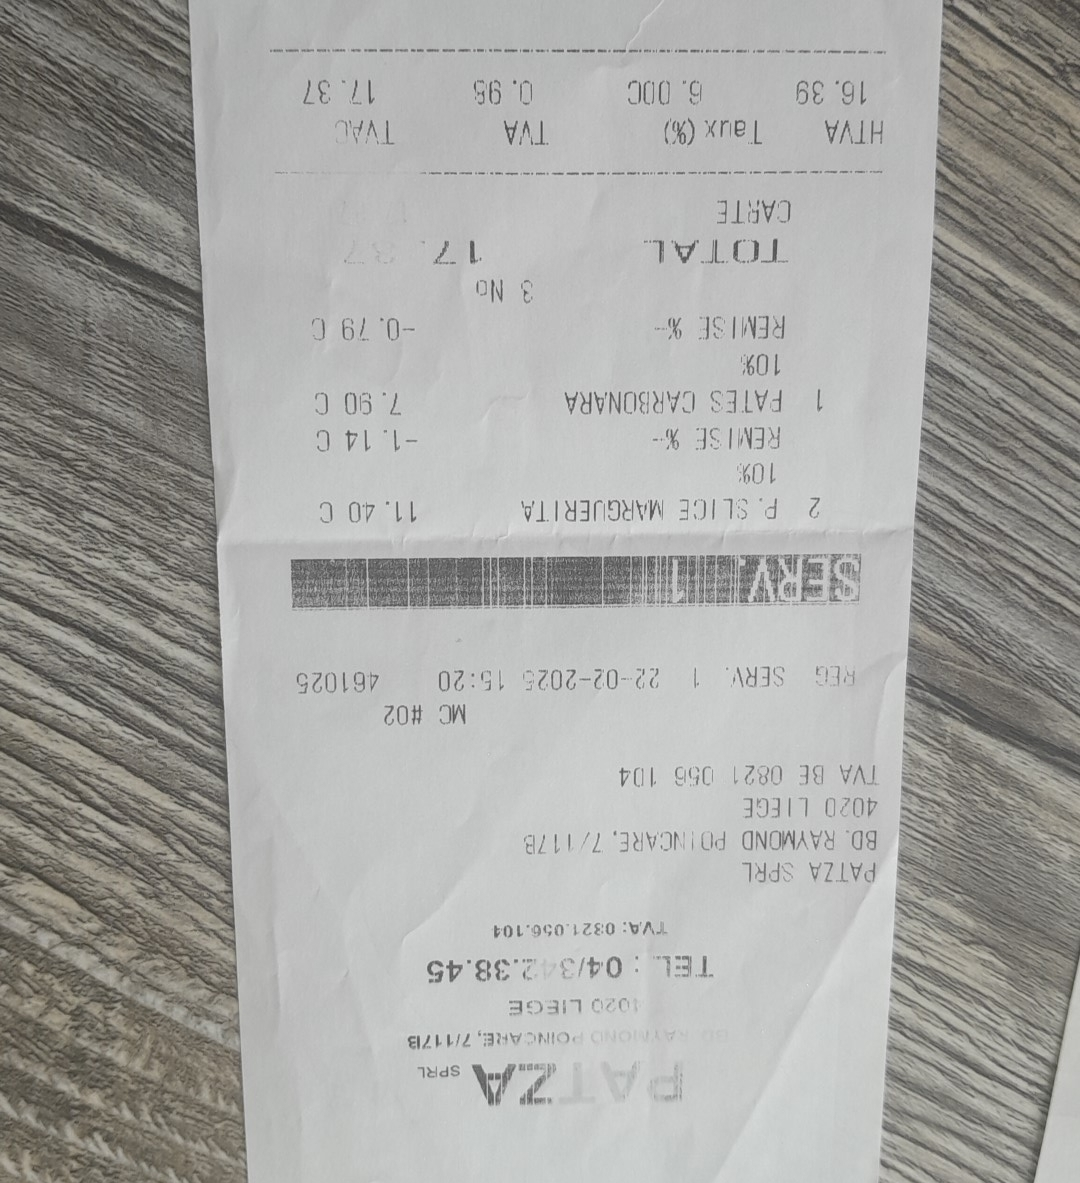 PATZA SPRL
BD. RAYMOND POINCARE, 7/117B
4020 LIEGE
TEL. : 04/342.38.45
TVA: 0821.056.104
PATZA SPRL
BD. RAYMOND POINCARE, 7/117B
4020 LIEGE
TVA BE 0821 056 104
MC #02
REG SERV. 1 22-02-2025 15:20 461025
SERV. 1
2 P.SLICE MARGUERITA 11.40 C
10%
REMISE %- -1.14 C
1 PATES CARBONARA 7.90 C
10%
REMISE %- -0.79 C
3 No
TOTAL 17.37
CARTE 17.37
HTVA Taux (%) TVA TVAC
16.39 6.00C 0.98 17.37